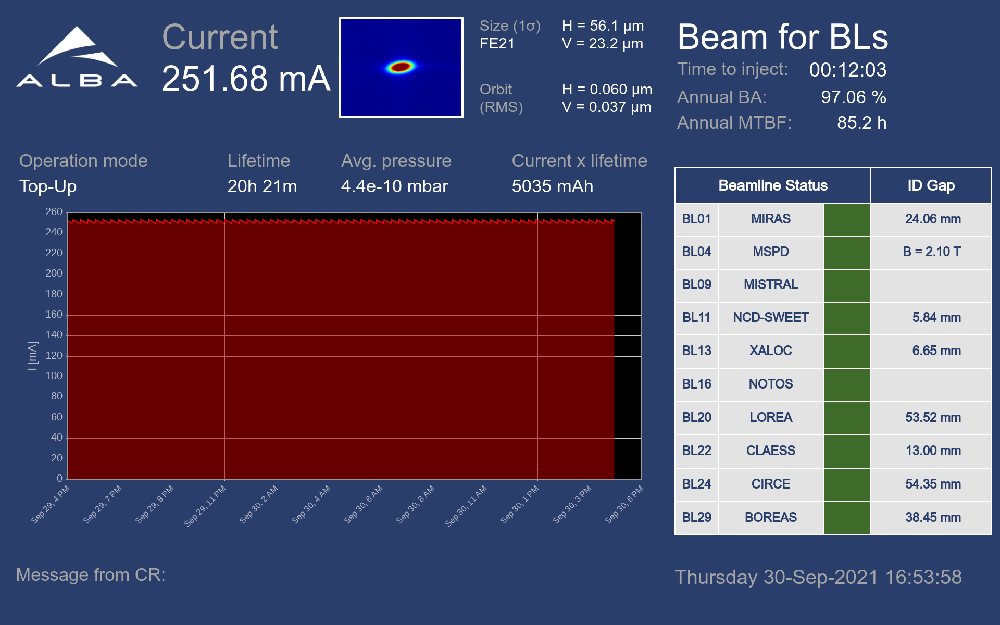 ALBA
Current
251.68 mA
Size (1σ)
FE21
H = 56.1 µm
V = 23.2 µm
Orbit
(RMS)
H = 0.060 µm
V = 0.037 µm
Beam for BLs
Time to inject: 00:12:03
Annual BA: 97.06 %
Annual MTBF: 85.2 h
Operation mode
Top-Up
Lifetime
20h 21m
Avg. pressure
4.4e-10 mbar
Current x lifetime
5035 mAh
I [mA]
260
240
220
200
180
160
140
120
100
80
60
40
20
0
Sep 29, 4 PM
Sep 29, 7 PM
Sep 29, 9 PM
Sep 29, 11 PM
Sep 30, 2 AM
Sep 30, 4 AM
Sep 30, 6 AM
Sep 30, 8 AM
Sep 30, 11 AM
Sep 30, 1 PM
Sep 30, 3 PM
Sep 30, 6 PM
Beamline Status ID Gap
BL01 MIRAS 24.06 mm
BL04 MSPD B = 2.10 T
BL09 MISTRAL
BL11 NCD-SWEET 5.84 mm
BL13 XALOC 6.65 mm
BL16 NOTOS
BL20 LOREA 53.52 mm
BL22 CLAESS 13.00 mm
BL24 CIRCE 54.35 mm
BL29 BOREAS 38.45 mm
Message from CR:
Thursday 30-Sep-2021 16:53:58